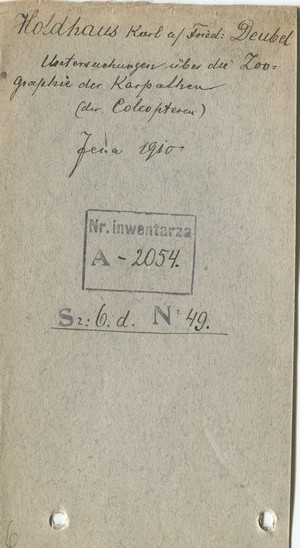 Holdhaus Karl a/ Fried: Deubel
Untersuchungen über die Zoo-
graphie der Karpathen
(der Coleopteren)
Jena 1910
Nr. inwentarza
A - 2054.
Sz: 6. d. N: 49.
6